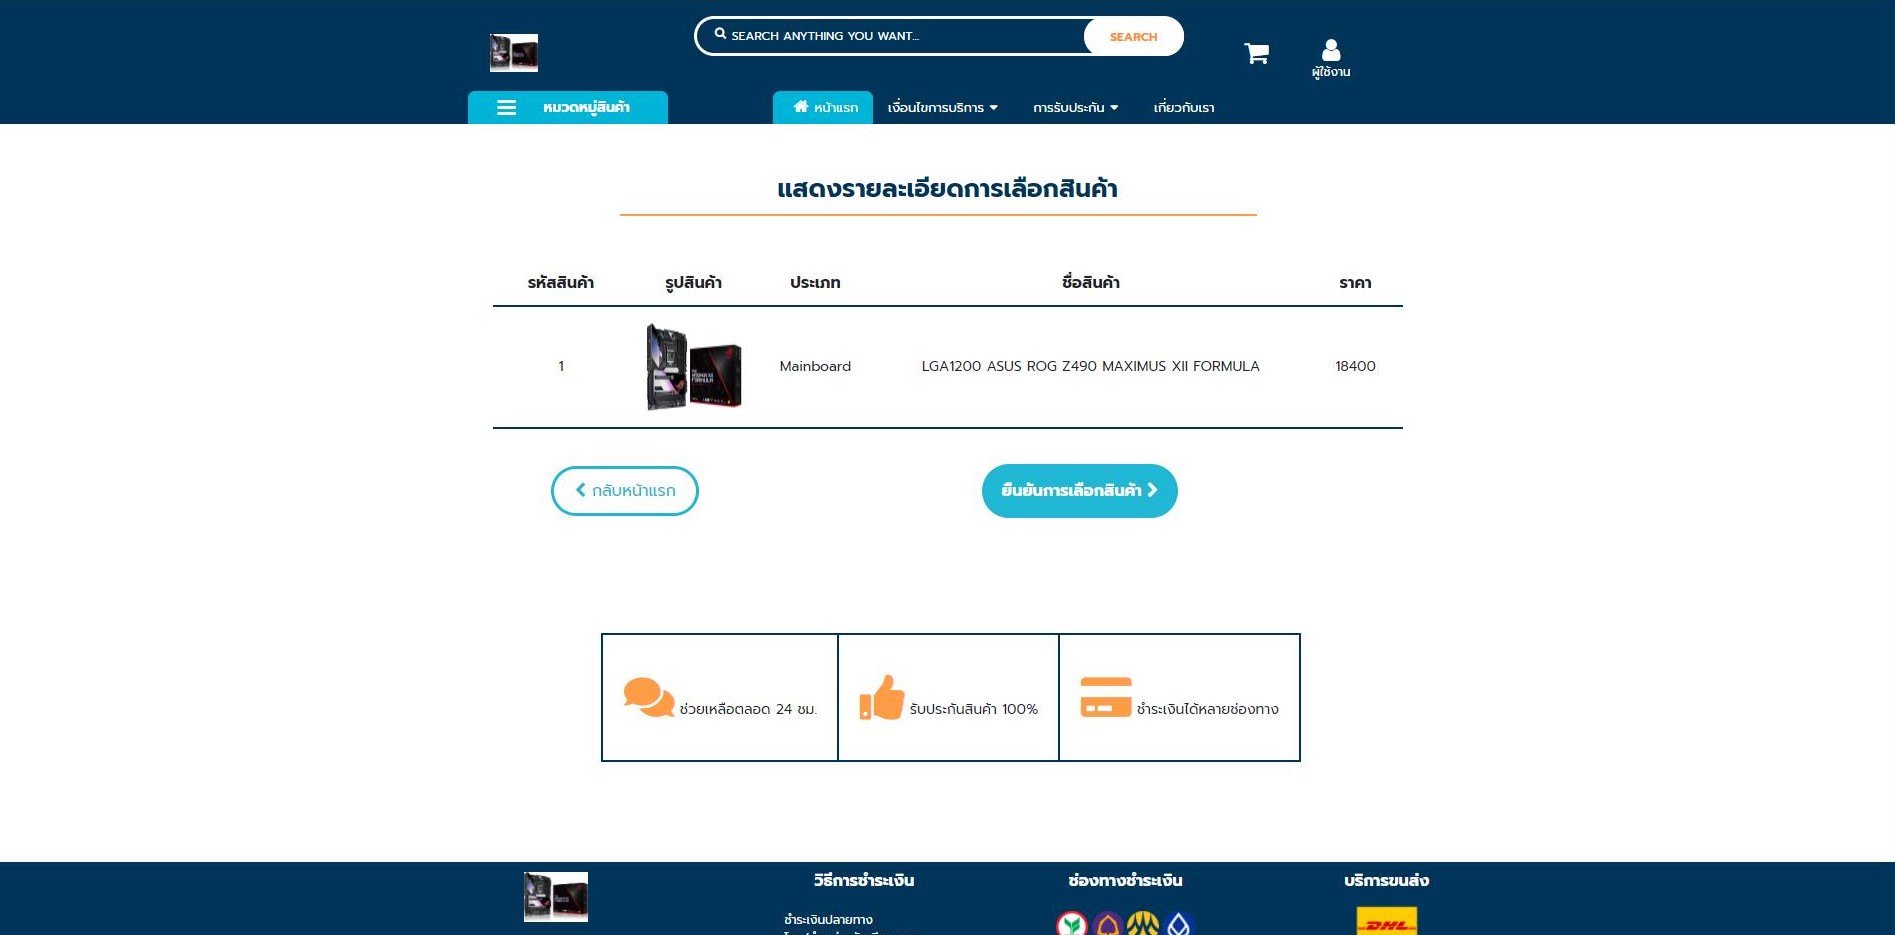 SEARCH ANYTHING YOU WANT...
SEARCH
ผู้ใช้งาน
หมวดหมู่สินค้า
หน้าแรก
เงื่อนไขการบริการ
การรับประกัน
เกี่ยวกับเรา
แสดงรายละเอียดการเลือกสินค้า
รหัสสินค้า รูปสินค้า ประเภท ชื่อสินค้า ราคา
1 Mainboard LGA1200 ASUS ROG Z490 MAXIMUS XII FORMULA 18400
กลับหน้าแรก
ยืนยันการเลือกสินค้า
ช่วยเหลือตลอด 24 ชม.
รับประกันสินค้า 100%
ชำระเงินได้หลายช่องทาง
วิธีการชำระเงิน
ช่องทางชำระเงิน
บริการขนส่ง
ชำระเงินปลายทาง
DHL